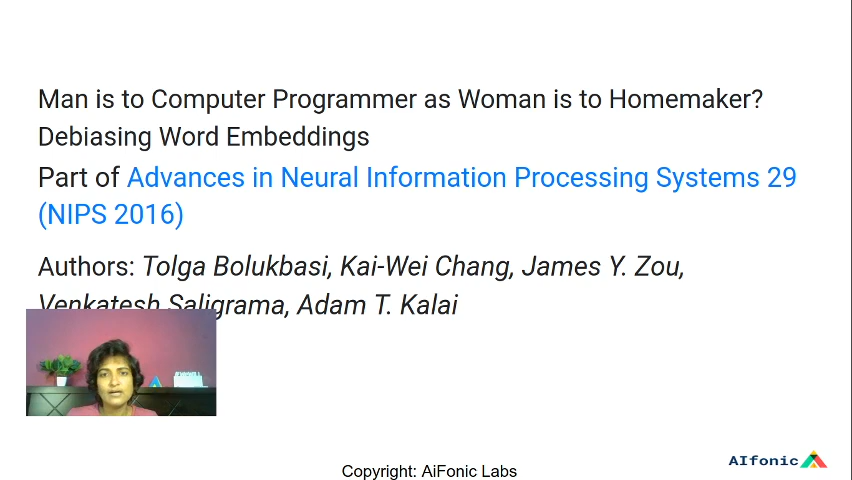 Man is to Computer Programmer as Woman is to Homemaker?
Debiasing Word Embeddings
Part of Advances in Neural Information Processing Systems 29
(NIPS 2016)
Authors: Tolga Bolukbasi, Kai-Wei Chang, James Y. Zou,
Venkatesh Saligrama, Adam T. Kalai
AIfonic
Copyright: AiFonic Labs